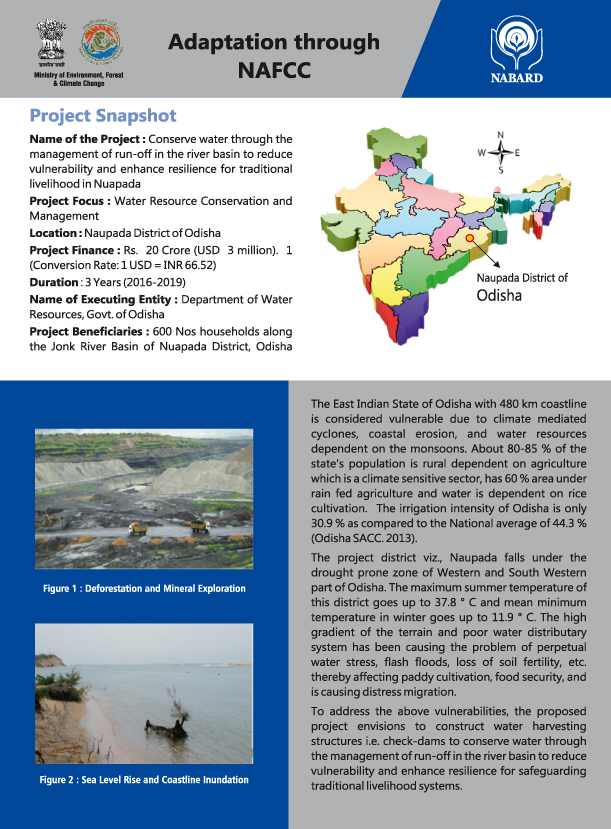 Adaptation through
NAFCC
सत्यमेव जयते
Ministry of Environment, Forest
& Climate Change
NABARD
Project Snapshot
Name of the Project : Conserve water through the
management of run-off in the river basin to reduce
vulnerability and enhance resilience for traditional
livelihood in Nuapada
Project Focus : Water Resource Conservation and
Management
Location : Naupada District of Odisha
Project Finance : Rs. 20 Crore (USD 3 million). 1
(Conversion Rate: 1 USD = INR 66.52)
Duration : 3 Years (2016-2019)
Name of Executing Entity : Department of Water
Resources, Govt. of Odisha
Project Beneficiaries : 600 Nos households along
the Jonk River Basin of Nuapada District, Odisha
N
W E
S
Naupada District of
Odisha
Figure 1 : Deforestation and Mineral Exploration
Figure 2 : Sea Level Rise and Coastline Inundation
The East Indian State of Odisha with 480 km coastline
is considered vulnerable due to climate mediated
cyclones, coastal erosion, and water resources
dependent on the monsoons. About 80-85 % of the
state's population is rural dependent on agriculture
which is a climate sensitive sector, has 60 % area under
rain fed agriculture and water is dependent on rice
cultivation. The irrigation intensity of Odisha is only
30.9 % as compared to the National average of 44.3 %
(Odisha SACC. 2013).
The project district viz., Naupada falls under the
drought prone zone of Western and South Western
part of Odisha. The maximum summer temperature of
this district goes up to 37.8 ° C and mean minimum
temperature in winter goes up to 11.9 ° C. The high
gradient of the terrain and poor water distributary
system has been causing the problem of perpetual
water stress, flash floods, loss of soil fertility, etc.
thereby affecting paddy cultivation, food security, and
is causing distress migration.
To address the above vulnerabilities, the proposed
project envisions to construct water harvesting
structures i.e. check-dams to conserve water through
the management of run-off in the river basin to reduce
vulnerability and enhance resilience for safeguarding
traditional livelihood systems.